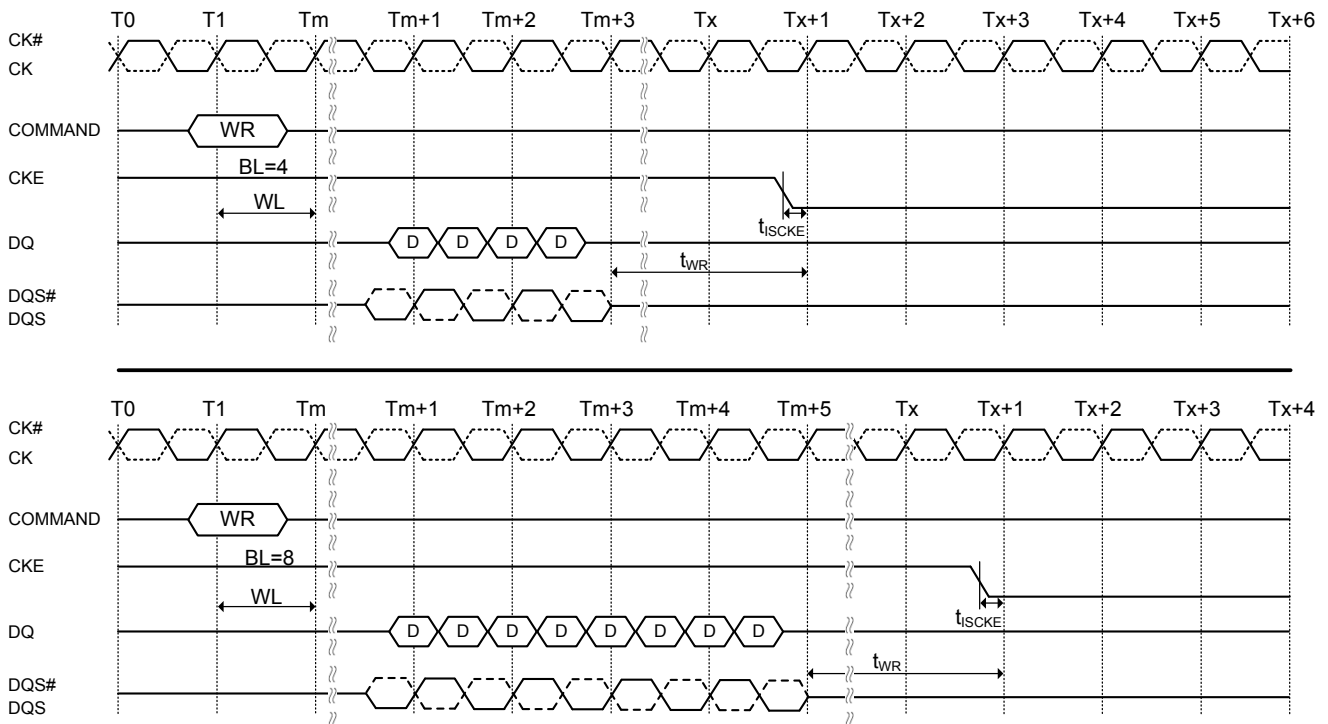 T0 T1 Tm Tm+1 Tm+2 Tm+3 Tx Tx+1 Tx+2 Tx+3 Tx+4 Tx+5 Tx+6
CK#
CK
COMMAND WR
BL=4
CKE
WL
tISCKE
DQ D D D D
tWR
DQS#
DQS
T0 T1 Tm Tm+1 Tm+2 Tm+3 Tm+4 Tm+5 Tx Tx+1 Tx+2 Tx+3 Tx+4
CK#
CK
COMMAND WR
BL=8
CKE
WL
tISCKE
DQ D D D D D D D D
tWR
DQS#
DQS